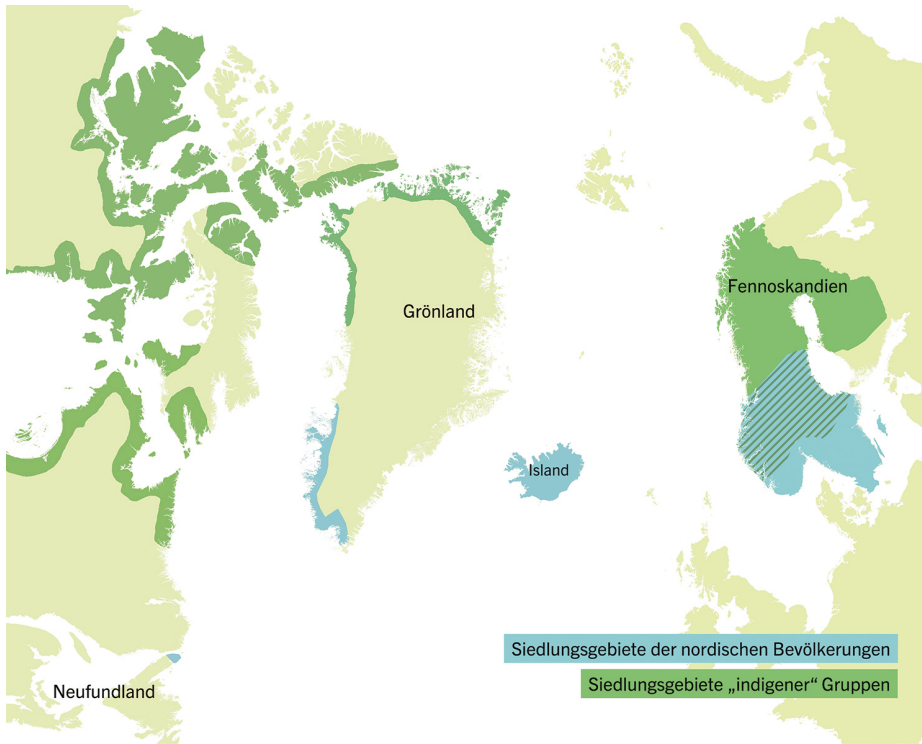 Fennoskandien
Grönland
Island
Siedlungsgebiete der nordischen Bevölkerungen
Siedlungsgebiete „indigener“ Gruppen
Neufundland